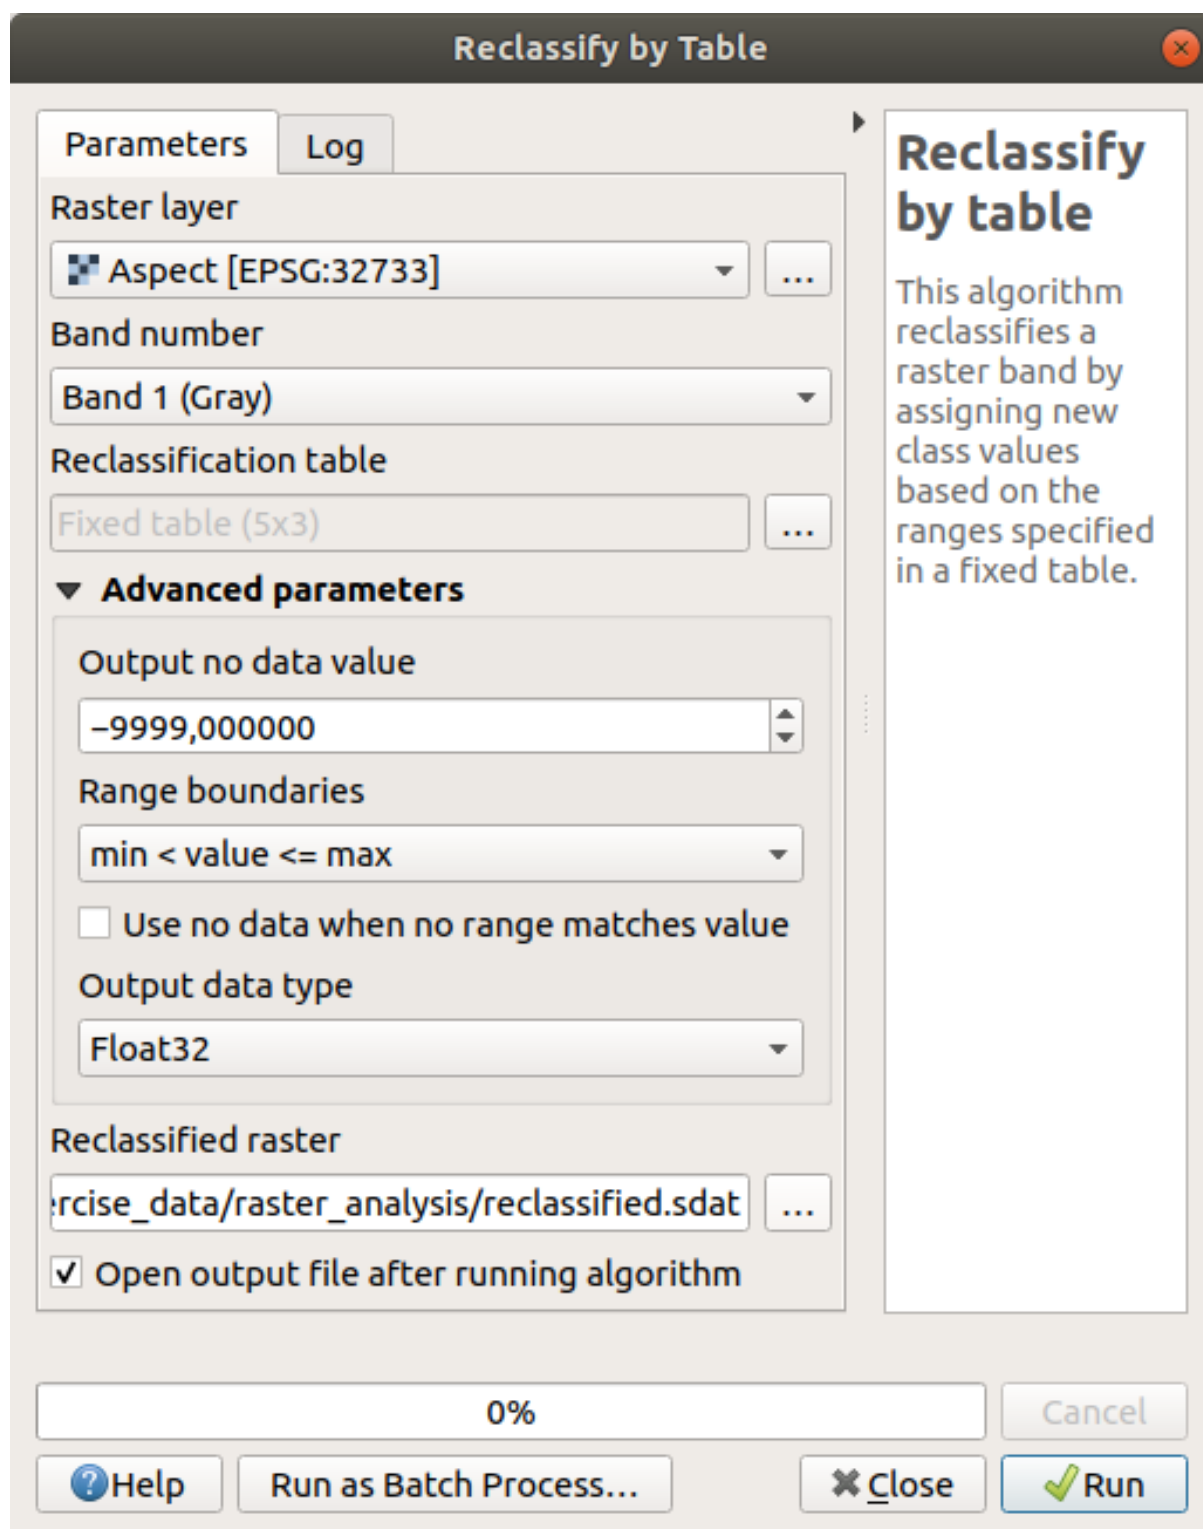 Reclassify by Table
Parameters
Log
Raster layer
Aspect [EPSG:32733]
...
Band number
Band 1 (Gray)
Reclassification table
Fixed table (5x3)
...
Advanced parameters
Output no data value
−9999,000000
Range boundaries
min < value <= max
Use no data when no range matches value
Output data type
Float32
Reclassified raster
rcise_data/raster_analysis/reclassified.sdat
...
Open output file after running algorithm
Reclassify
by table
This algorithm
reclassifies a
raster band by
assigning new
class values
based on the
ranges specified
in a fixed table.
0%
Cancel
Help
Run as Batch Process...
Close
Run